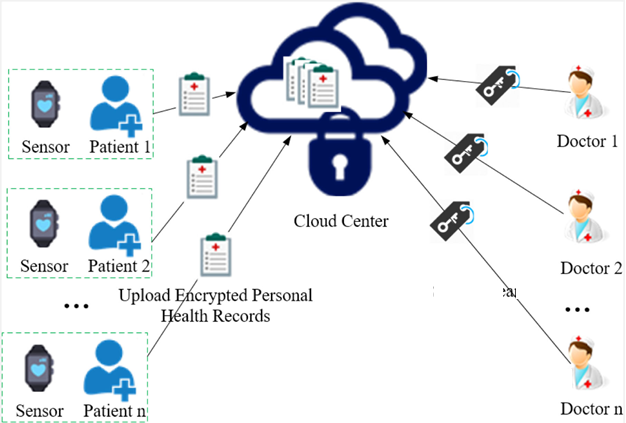 Sensor Patient 1
Doctor 1
Cloud Center
Sensor Patient 2
Doctor 2
...
Upload Encrypted Personal
Health Records
...
Sensor Patient n
Doctor n